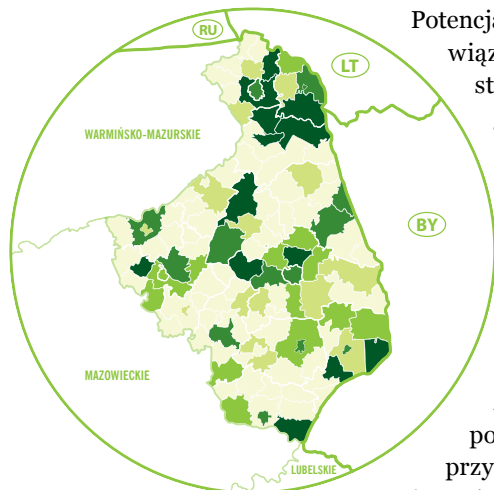 RU
LT
WARMIŃSKO-MAZURSKIE
BY
MAZOWIECKIE
LUBELSKIE
Potencja
wiąz
st
po
przy